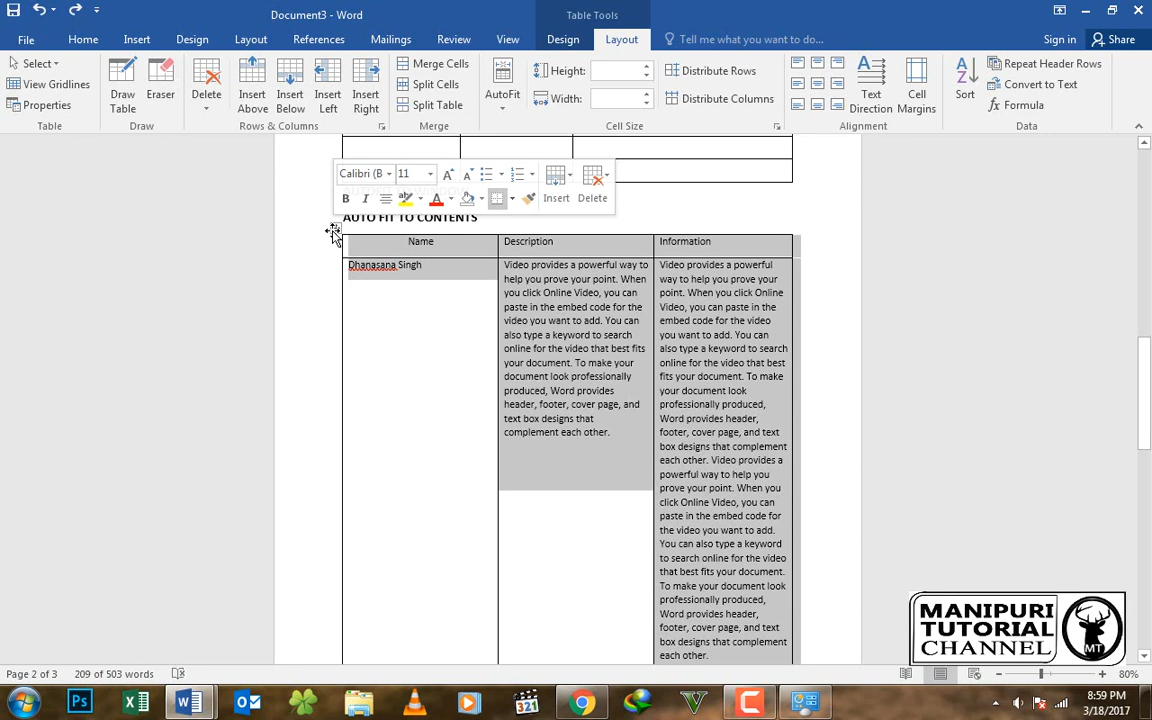 Document3 - Word
Table Tools
File
Home
Insert
Design
Layout
References
Mailings
Review
View
Design
Layout
Tell me what you want to do...
Sign in
Share
Select
View Gridlines
Properties
Table
Draw Table
Eraser
Draw
Delete
Insert Above
Insert Below
Insert Left
Insert Right
Rows & Columns
Merge Cells
Split Cells
Split Table
Merge
AutoFit
Height:
Width:
Distribute Rows
Distribute Columns
Cell Size
Text Direction
Cell Margins
Alignment
Sort
Repeat Header Rows
Convert to Text
Formula
Data
Calibri (B
11
Insert
Delete
AUTO FIT TO CONTENTS
Name
Description
Information
Dhanasana Singh
Video provides a powerful way to
help you prove your point. When
you click Online Video, you can
paste in the embed code for the
video you want to add. You can
also type a keyword to search
online for the video that best fits
your document. To make your
document look professionally
produced, Word provides
header, footer, cover page, and
text box designs that
complement each other.
Video provides a powerful
way to help you prove your
point. When you click Online
Video, you can paste in the
embed code for the video
you want to add. You can
also type a keyword to search
online for the video that best
fits your document. To make
your document look
professionally produced,
Word provides header,
footer, cover page, and text
box designs that complement
each other. Video provides a
powerful way to help you
prove your point. When you
click Online Video, you can
paste in the embed code for
the video you want to add.
You can also type a keyword
to search online for the video
that best fits your document.
To make your document look
professionally produced,
Word provides header,
footer, cover page, and text
box designs that complement
each other.
MANIPURI
TUTORIAL
CHANNEL
MT
Page 2 of 3
209 of 503 words
80%
Ps
321
8:59 PM
3/18/2017